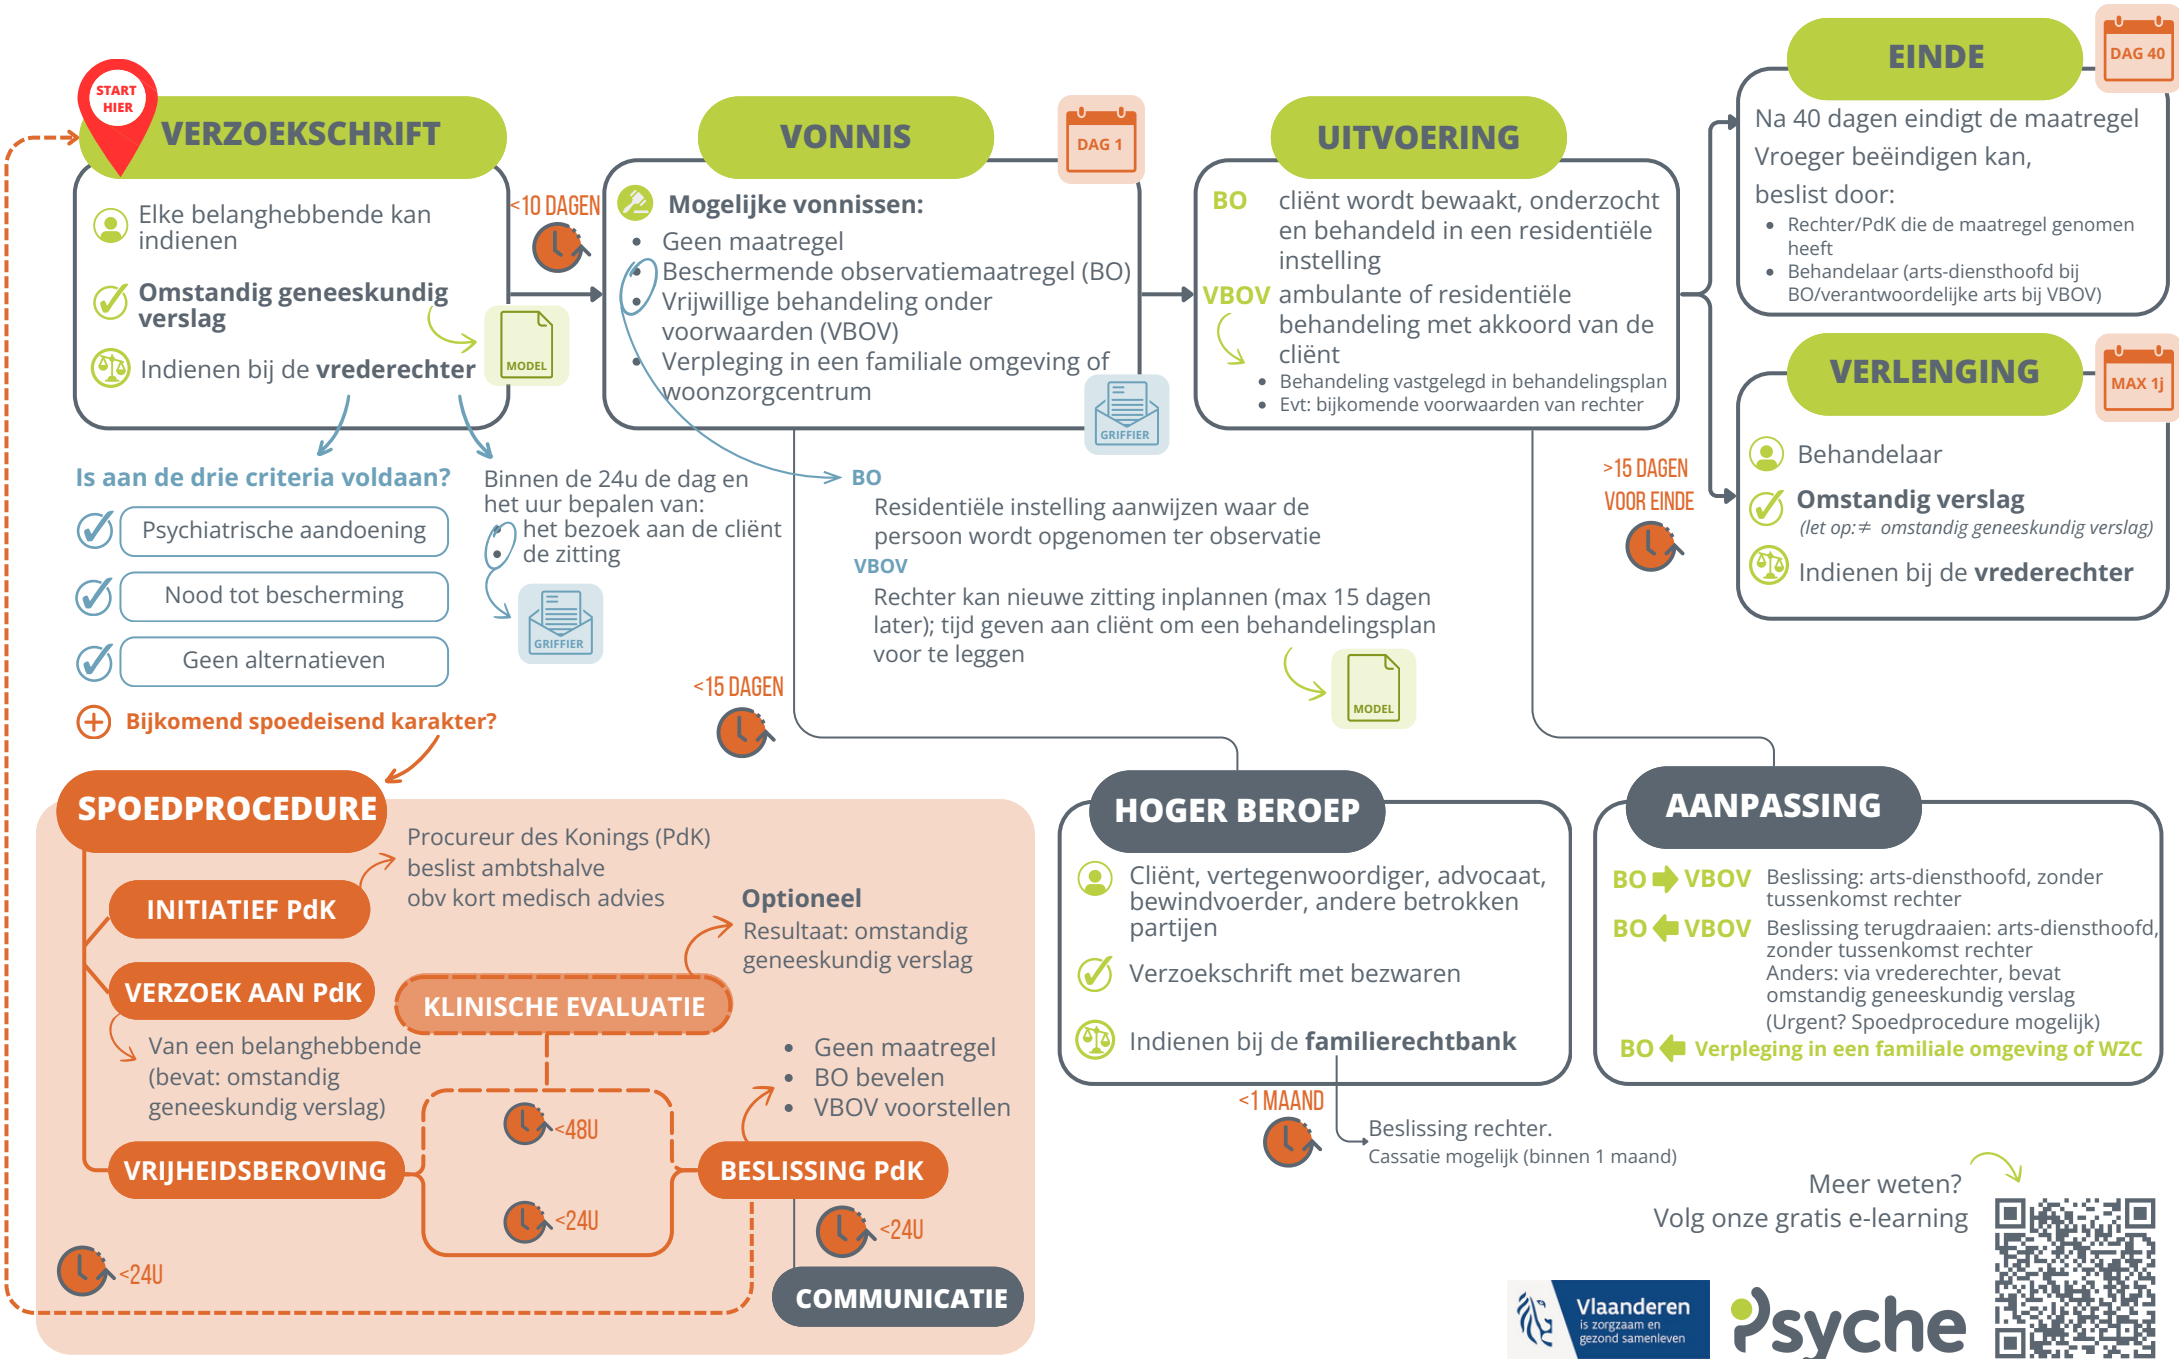 START
HIER
VERZOEKSCHRIFT
Elke belanghebbende kan
indienen
Omstandig geneeskundig
verslag
MODEL
Indienen bij de vrederechter
<10 DAGEN
VONNIS
DAG 1
Mogelijke vonnissen:
• Geen maatregel
• Beschermende observatiemaatregel (BO)
• Vrijwillige behandeling onder
voorwaarden (VBOV)
• Verpleging in een familiale omgeving of
woonzorgcentrum
GRIFFIER
UITVOERING
BO cliënt wordt bewaakt, onderzocht
en behandeld in een residentiële
instelling
VBOV ambulante of residentiële
behandeling met akkoord van de
cliënt
• Behandeling vastgelegd in behandelingsplan
• Evt: bijkomende voorwaarden van rechter
EINDE
DAG 40
Na 40 dagen eindigt de maatregel
Vroeger beëindigen kan,
beslist door:
• Rechter/PdK die de maatregel genomen
heeft
• Behandelaar (arts-diensthoofd bij
BO/verantwoordelijke arts bij VBOV)
>15 DAGEN
VOOR EINDE
VERLENGING
MAX 1j
Behandelaar
Omstandig verslag
(let op:≠ omstandig geneeskundig verslag)
Indienen bij de vrederechter
Is aan de drie criteria voldaan?
Psychiatrische aandoening
Nood tot bescherming
Geen alternatieven
Bijkomend spoedeisend karakter?
Binnen de 24u de dag en
het uur bepalen van:
• het bezoek aan de cliënt
• de zitting
GRIFFIER
BO
Residentiële instelling aanwijzen waar de
persoon wordt opgenomen ter observatie
VBOV
Rechter kan nieuwe zitting inplannen (max 15 dagen
later); tijd geven aan cliënt om een behandelingsplan
voor te leggen
MODEL
<15 DAGEN
SPOEDPROCEDURE
INITIATIEF PdK
Procureur des Konings (PdK)
beslist ambtshalve
obv kort medisch advies
VERZOEK AAN PdK
Van een belanghebbende
(bevat: omstandig
geneeskundig verslag)
KLINISCHE EVALUATIE
Optioneel
Resultaat: omstandig
geneeskundig verslag
VRIJHEIDSBEROVING
<48U
<24U
• Geen maatregel
• BO bevelen
• VBOV voorstellen
BESLISSING PdK
<24U
COMMUNICATIE
<24U
HOGER BEROEP
Cliënt, vertegenwoordiger, advocaat,
bewindvoerder, andere betrokken
partijen
Verzoekschrift met bezwaren
Indienen bij de familierechtbank
<1 MAAND
Beslissing rechter.
Cassatie mogelijk (binnen 1 maand)
AANPASSING
BO VBOV Beslissing: arts-diensthoofd, zonder
tussenkomst rechter
BO VBOV Beslissing terugdraaien: arts-diensthoofd,
zonder tussenkomst rechter
Anders: via vrederechter, bevat
omstandig geneeskundig verslag
(Urgent? Spoedprocedure mogelijk)
BO Verpleging in een familiale omgeving of WZC
Meer weten?
Volg onze gratis e-learning
Vlaanderen
is zorgzaam en
gezond samenleven
Psyche